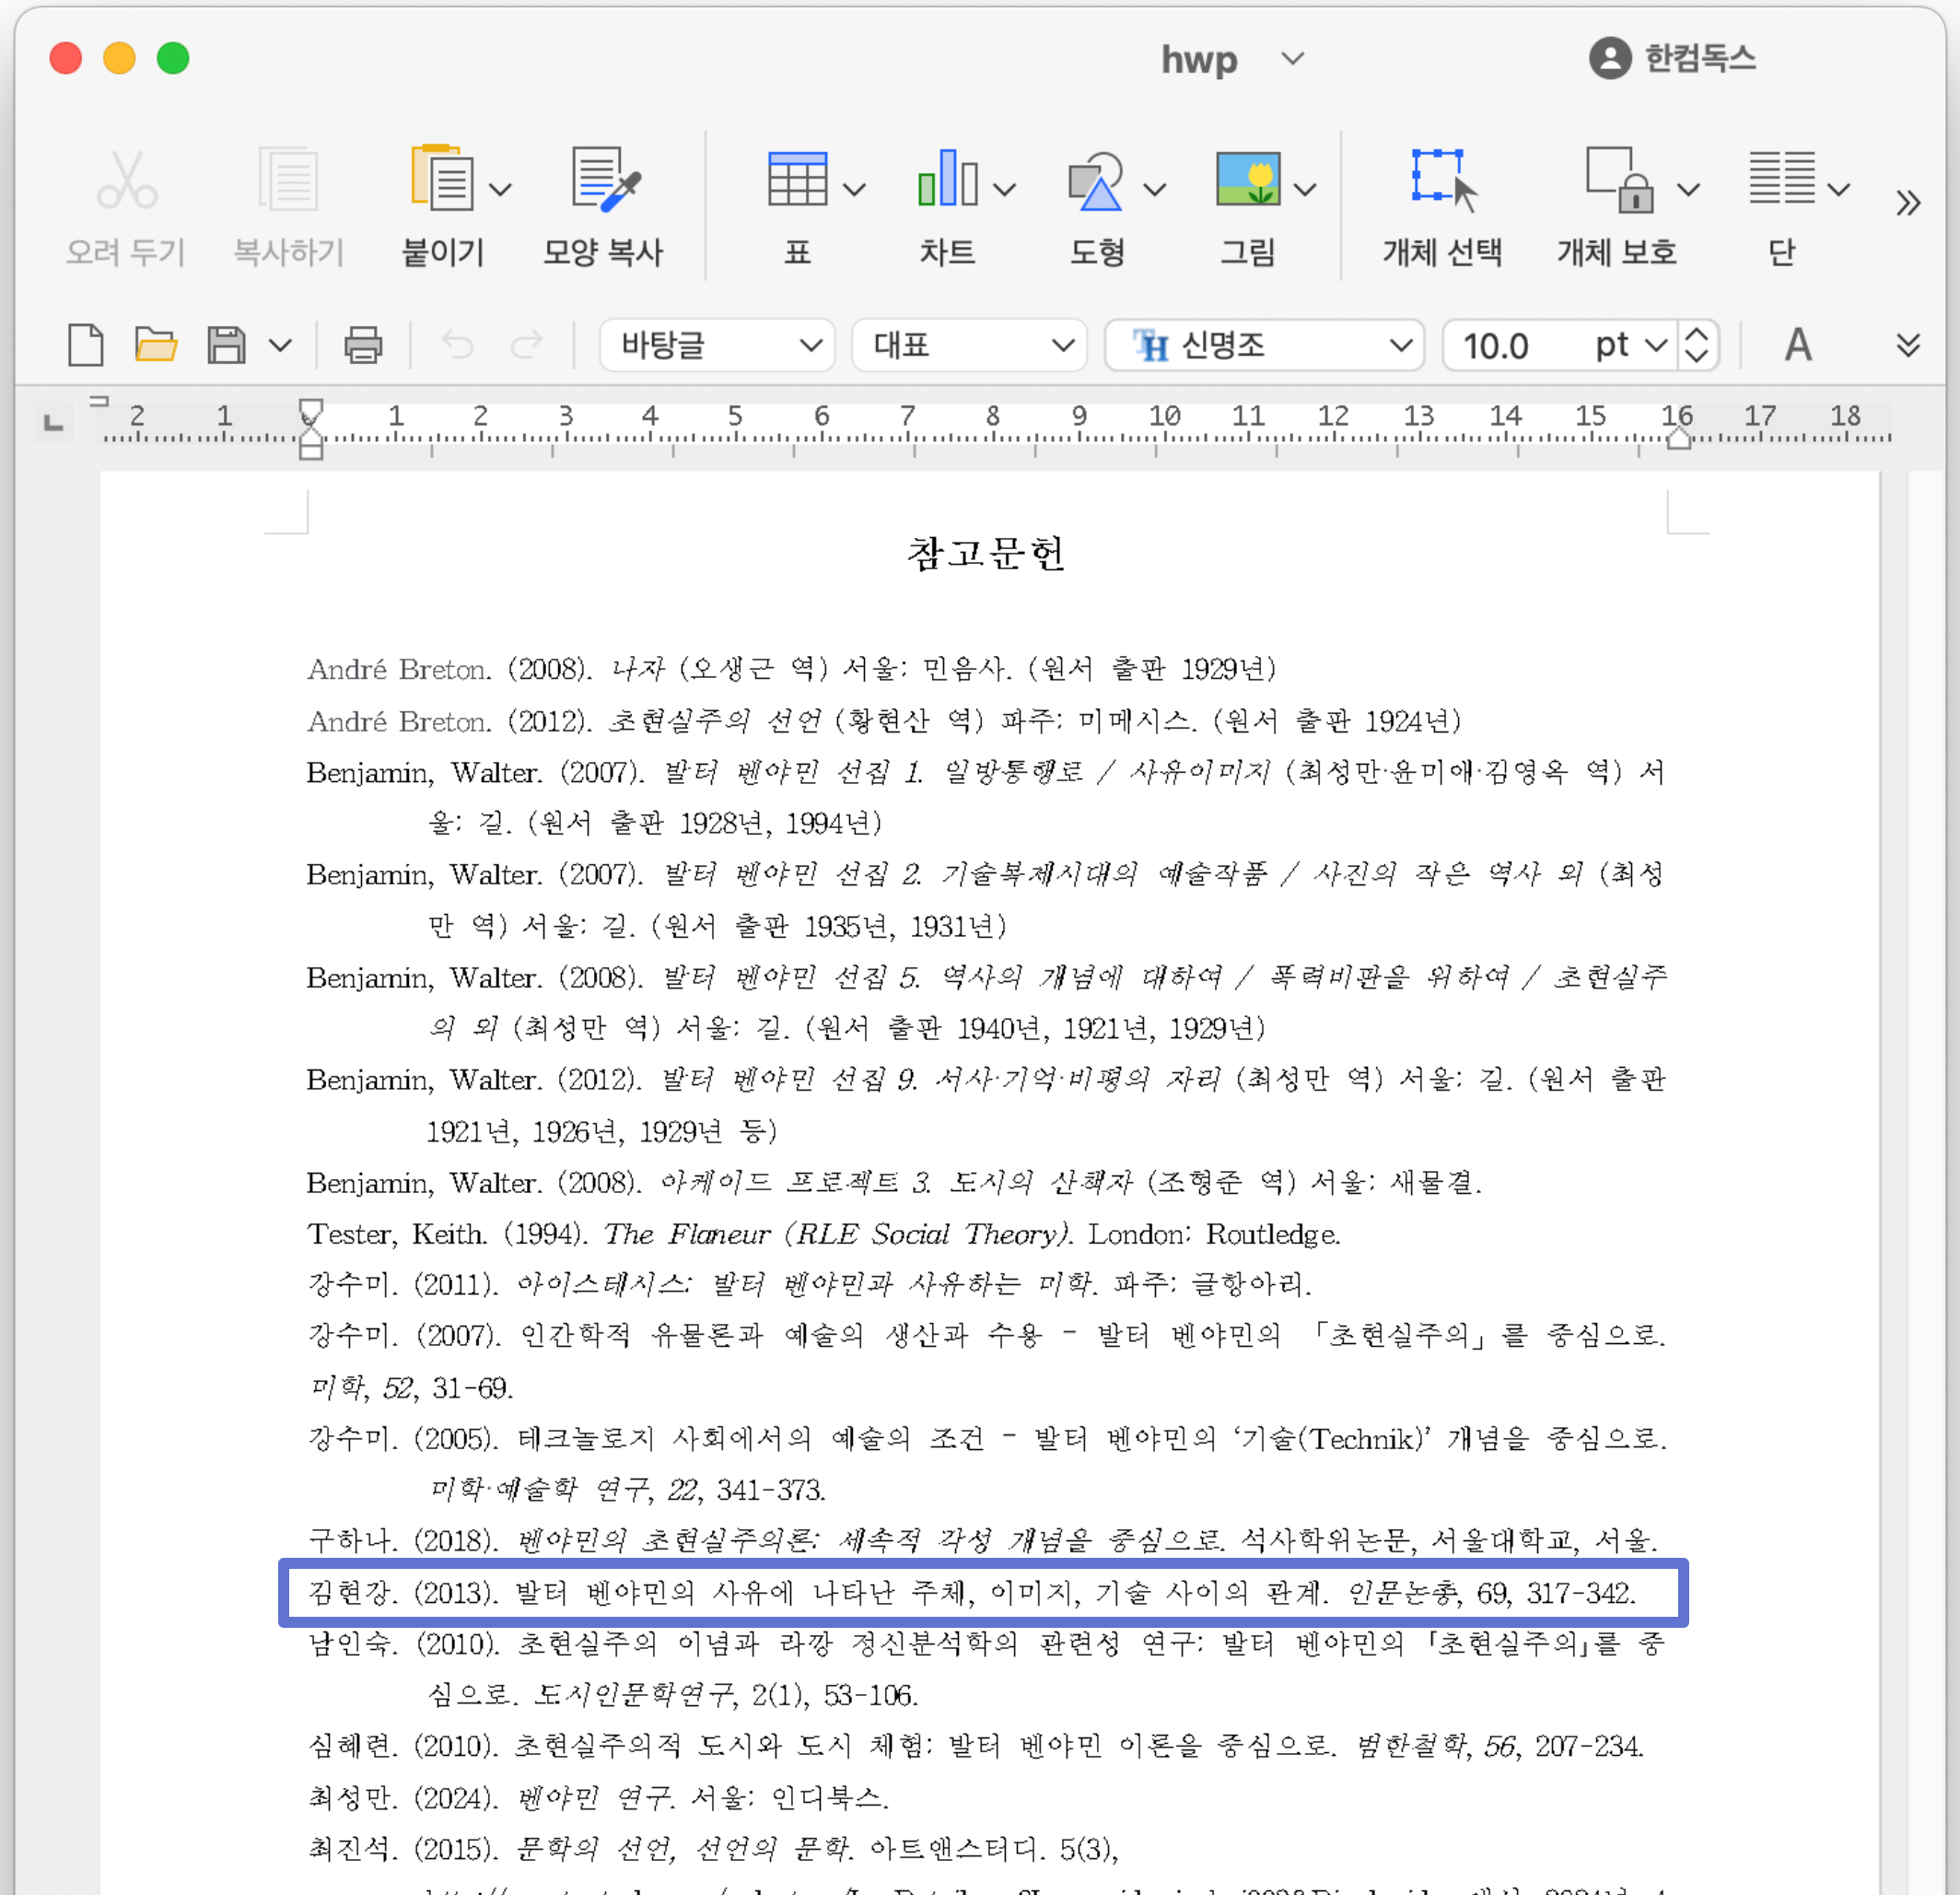 hwp
한컴독스
오려 두기 복사하기 붙이기 모양 복사 표 차트 도형 그림 개체 선택 개체 보호 단
바탕글 대표 신명조 10.0 pt A
2 1 1 2 3 4 5 6 7 8 9 10 11 12 13 14 15 16 17 18
참고문헌
André Breton. (2008). 나자 (오생근 역) 서울: 민음사. (원서 출판 1929년)
André Breton. (2012). 초현실주의 선언 (황현산 역) 파주: 미메시스. (원서 출판 1924년)
Benjamin, Walter. (2007). 발터 벤야민 선집 1. 일방통행로 / 사유이미지 (최성만·윤미애·김영옥 역) 서
울: 길. (원서 출판 1928년, 1994년)
Benjamin, Walter. (2007). 발터 벤야민 선집 2. 기술복제시대의 예술작품 / 사진의 작은 역사 외 (최성
만 역) 서울: 길. (원서 출판 1935년, 1931년)
Benjamin, Walter. (2008). 발터 벤야민 선집 5. 역사의 개념에 대하여 / 폭력비판을 위하여 / 초현실주
의 외 (최성만 역) 서울: 길. (원서 출판 1940년, 1921년, 1929년)
Benjamin, Walter. (2012). 발터 벤야민 선집 9. 서사·기억·비평의 자리 (최성만 역) 서울: 길. (원서 출판
1921년, 1926년, 1929년 등)
Benjamin, Walter. (2008). 아케이드 프로젝트 3. 도시의 산책자 (조형준 역) 서울: 새물결.
Tester, Keith. (1994). The Flaneur (RLE Social Theory). London: Routledge.
강수미. (2011). 아이스테시스: 발터 벤야민과 사유하는 미학. 파주: 글항아리.
강수미. (2007). 인간학적 유물론과 예술의 생산과 수용 - 발터 벤야민의 「초현실주의」를 중심으로.
미학, 52, 31-69.
강수미. (2005). 테크놀로지 사회에서의 예술의 조건 - 발터 벤야민의 ‘기술(Technik)’ 개념을 중심으로.
미학·예술학 연구, 22, 341-373.
구하나. (2018). 벤야민의 초현실주의론: 세속적 각성 개념을 중심으로. 석사학위논문, 서울대학교, 서울.
김현강. (2013). 발터 벤야민의 사유에 나타난 주체, 이미지, 기술 사이의 관계. 인문논총, 69, 317-342.
남인숙. (2010). 초현실주의 이념과 라깡 정신분석학의 관련성 연구: 발터 벤야민의 「초현실주의」를 중
심으로. 도시인문학연구, 2(1), 53-106.
심혜련. (2010). 초현실주의적 도시와 도시 체험: 발터 벤야민 이론을 중심으로. 범한철학, 56, 207-234.
최성만. (2024). 벤야민 연구. 서울: 인디북스.
최진석. (2015). 문학의 선언, 선언의 문학. 아트앤스터디. 5(3),